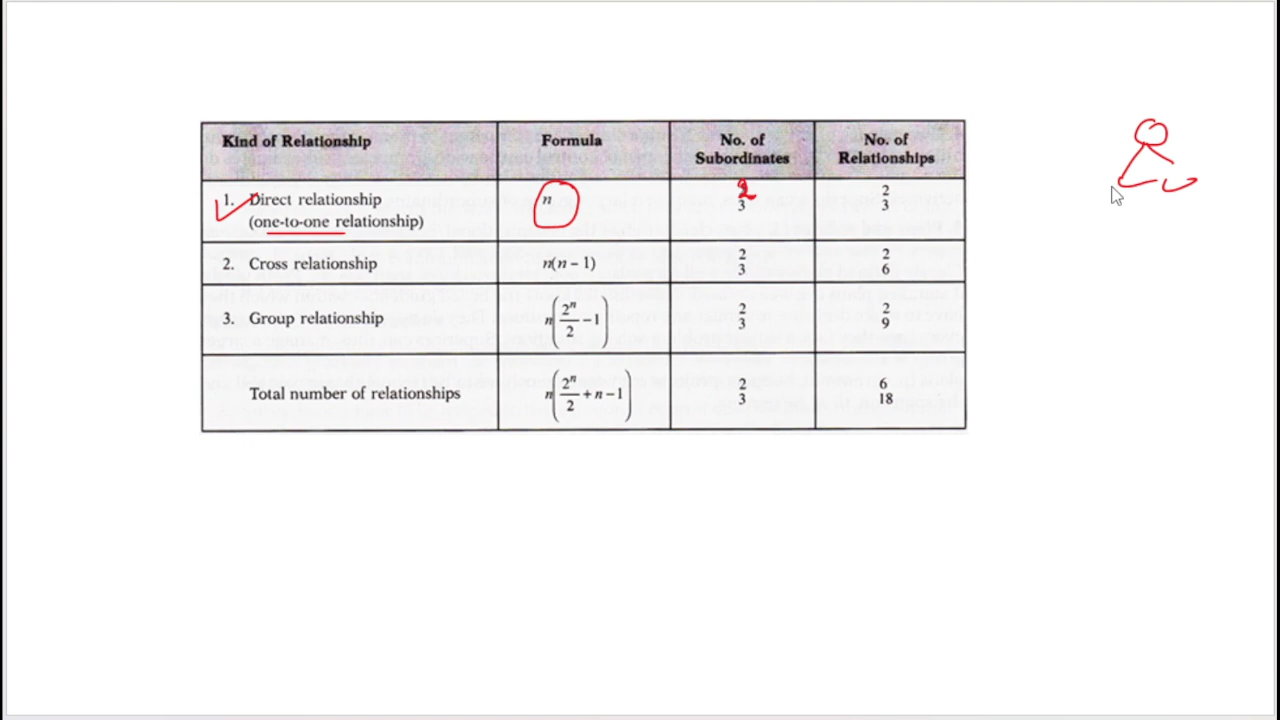 Kind of Relationship Formula No. of Subordinates No. of Relationships
1. Direct relationship n 2 2
(one-to-one relationship) 3 3
2. Cross relationship n(n – 1) 2 2
3 6
3. Group relationship n(2ⁿ/2 – 1) 2 2
3 9
Total number of relationships n(2ⁿ/2 + n – 1) 2 6
3 18